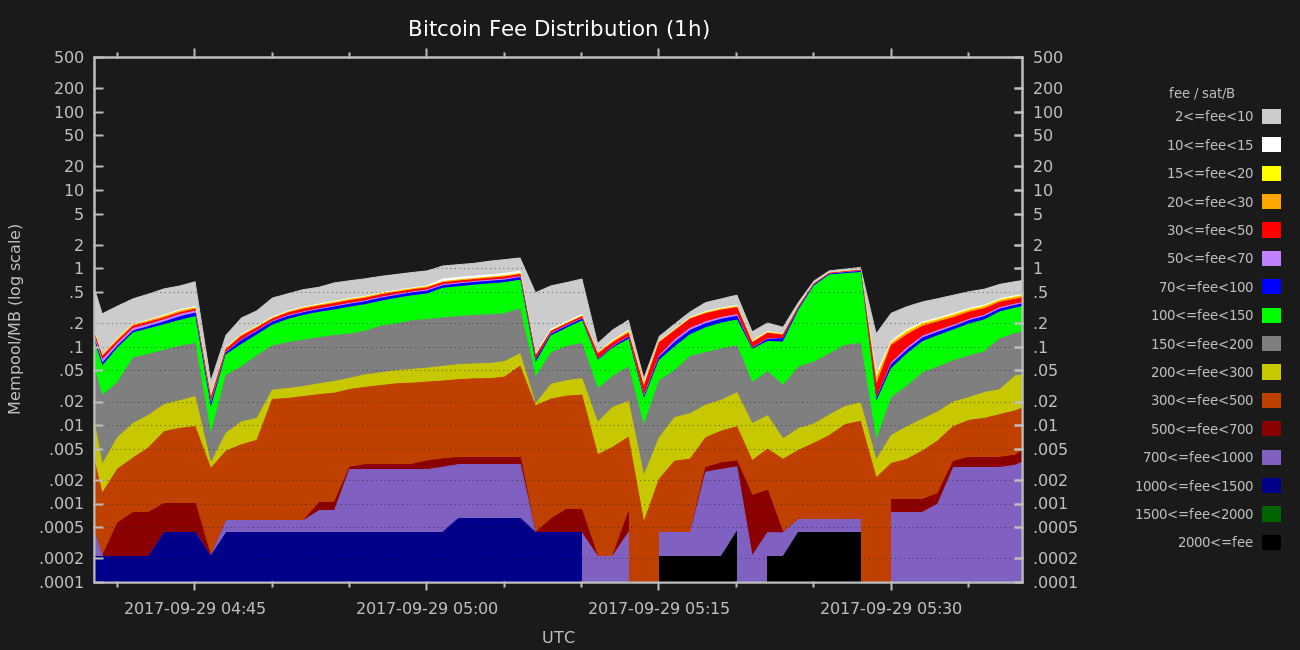 Bitcoin Fee Distribution (1h)
Mempool/MB (log scale)
500
200
100
50
20
10
5
2
1
.5
.2
.1
.05
.02
.01
.005
.002
.001
.0005
.0002
.0001
500
200
100
50
20
10
5
2
1
.5
.2
.1
.05
.02
.01
.005
.002
.001
.0005
.0002
.0001
2017-09-29 04:45
2017-09-29 05:00
2017-09-29 05:15
2017-09-29 05:30
UTC
fee / sat/B
2<=fee<10
10<=fee<15
15<=fee<20
20<=fee<30
30<=fee<50
50<=fee<70
70<=fee<100
100<=fee<150
150<=fee<200
200<=fee<300
300<=fee<500
500<=fee<700
700<=fee<1000
1000<=fee<1500
1500<=fee<2000
2000<=fee